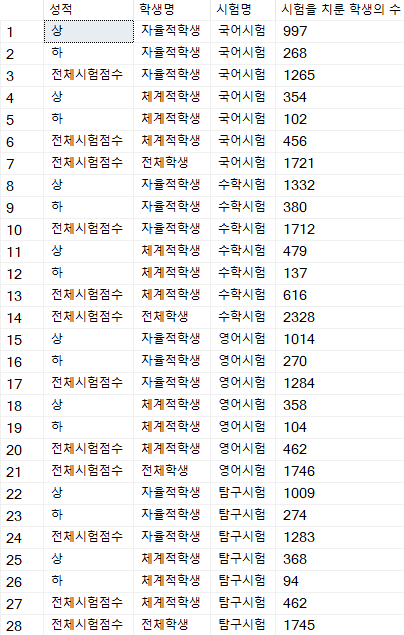 성적 학생명 시험명 시험을 치룬 학생의 수
1 상 자율적학생 국어시험 997
2 하 자율적학생 국어시험 268
3 전체시험점수 자율적학생 국어시험 1265
4 상 체계적학생 국어시험 354
5 하 체계적학생 국어시험 102
6 전체시험점수 체계적학생 국어시험 456
7 전체시험점수 전체학생 국어시험 1721
8 상 자율적학생 수학시험 1332
9 하 자율적학생 수학시험 380
10 전체시험점수 자율적학생 수학시험 1712
11 상 체계적학생 수학시험 479
12 하 체계적학생 수학시험 137
13 전체시험점수 체계적학생 수학시험 616
14 전체시험점수 전체학생 수학시험 2328
15 상 자율적학생 영어시험 1014
16 하 자율적학생 영어시험 270
17 전체시험점수 자율적학생 영어시험 1284
18 상 체계적학생 영어시험 358
19 하 체계적학생 영어시험 104
20 전체시험점수 체계적학생 영어시험 462
21 전체시험점수 전체학생 영어시험 1746
22 상 자율적학생 탐구시험 1009
23 하 자율적학생 탐구시험 274
24 전체시험점수 자율적학생 탐구시험 1283
25 상 체계적학생 탐구시험 368
26 하 체계적학생 탐구시험 94
27 전체시험점수 체계적학생 탐구시험 462
28 전체시험점수 전체학생 탐구시험 1745